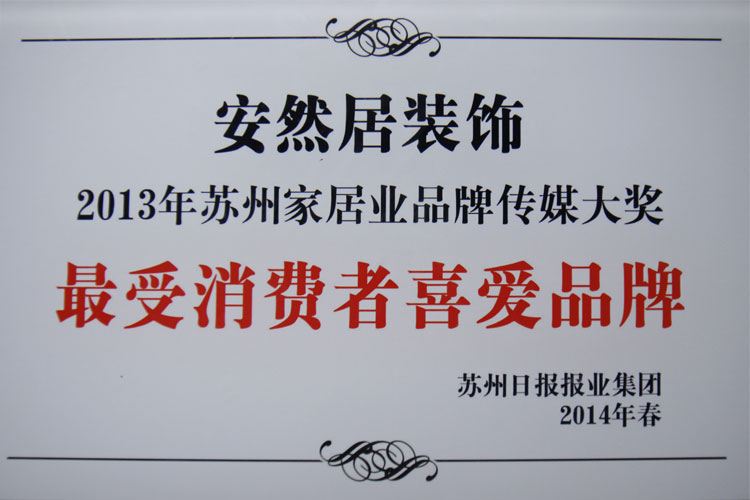 安然居装饰
2013年苏州家居业品牌传媒大奖
最受消费者喜爱品牌
苏州日报报业集团
2014年春